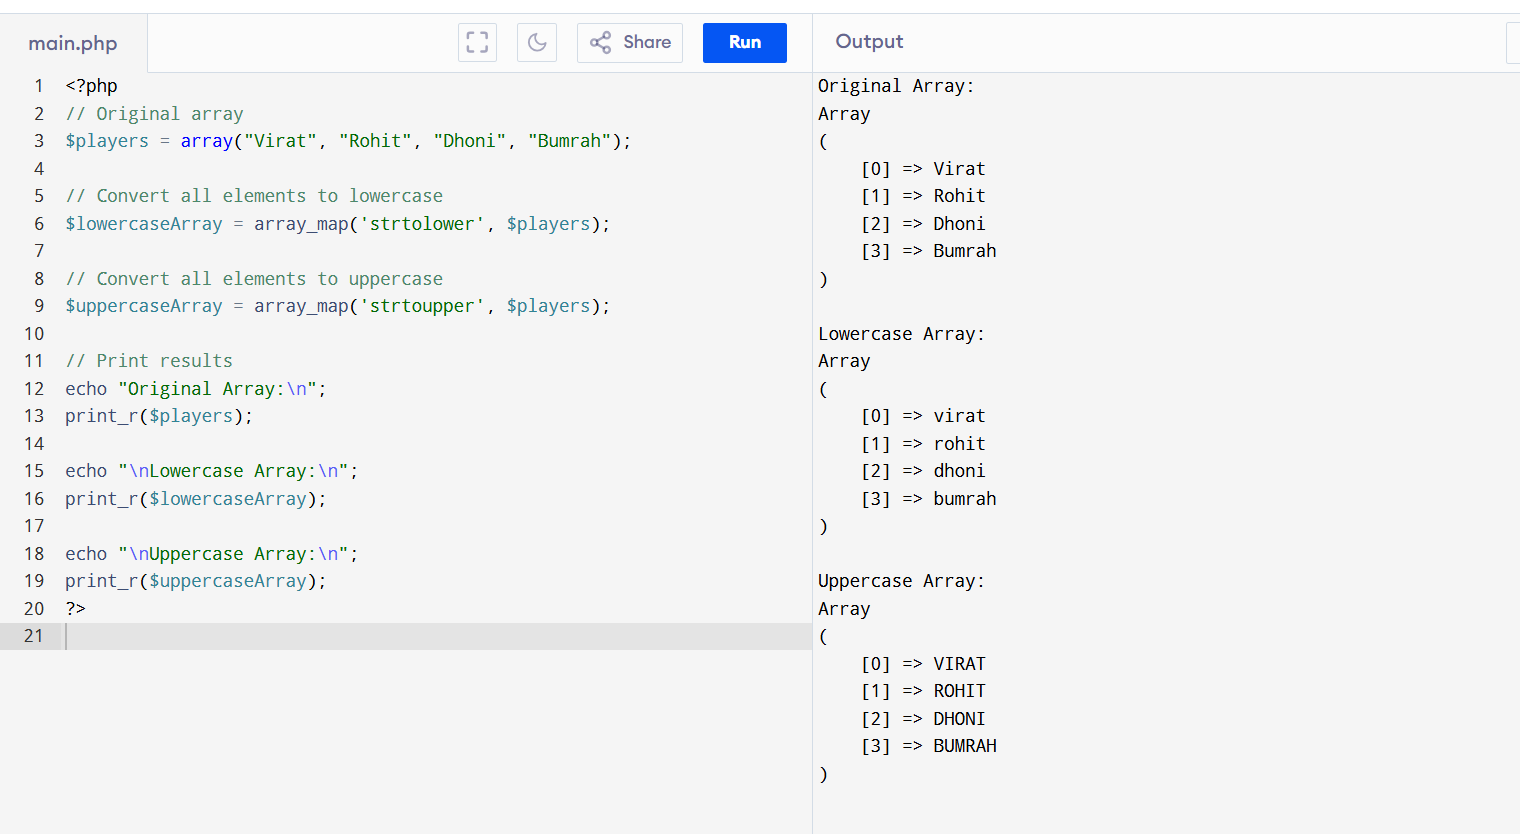 main.php
Share
Run
Output
1 <?php
2 // Original array
3 $players = array("Virat", "Rohit", "Dhoni", "Bumrah");
4
5 // Convert all elements to lowercase
6 $lowercaseArray = array_map('strtolower', $players);
7
8 // Convert all elements to uppercase
9 $uppercaseArray = array_map('strtoupper', $players);
10
11 // Print results
12 echo "Original Array:\n";
13 print_r($players);
14
15 echo "\nLowercase Array:\n";
16 print_r($lowercaseArray);
17
18 echo "\nUppercase Array:\n";
19 print_r($uppercaseArray);
20 ?>
21
Original Array:
Array
(
    [0] => Virat
    [1] => Rohit
    [2] => Dhoni
    [3] => Bumrah
)
Lowercase Array:
Array
(
    [0] => virat
    [1] => rohit
    [2] => dhoni
    [3] => bumrah
)
Uppercase Array:
Array
(
    [0] => VIRAT
    [1] => ROHIT
    [2] => DHONI
    [3] => BUMRAH
)